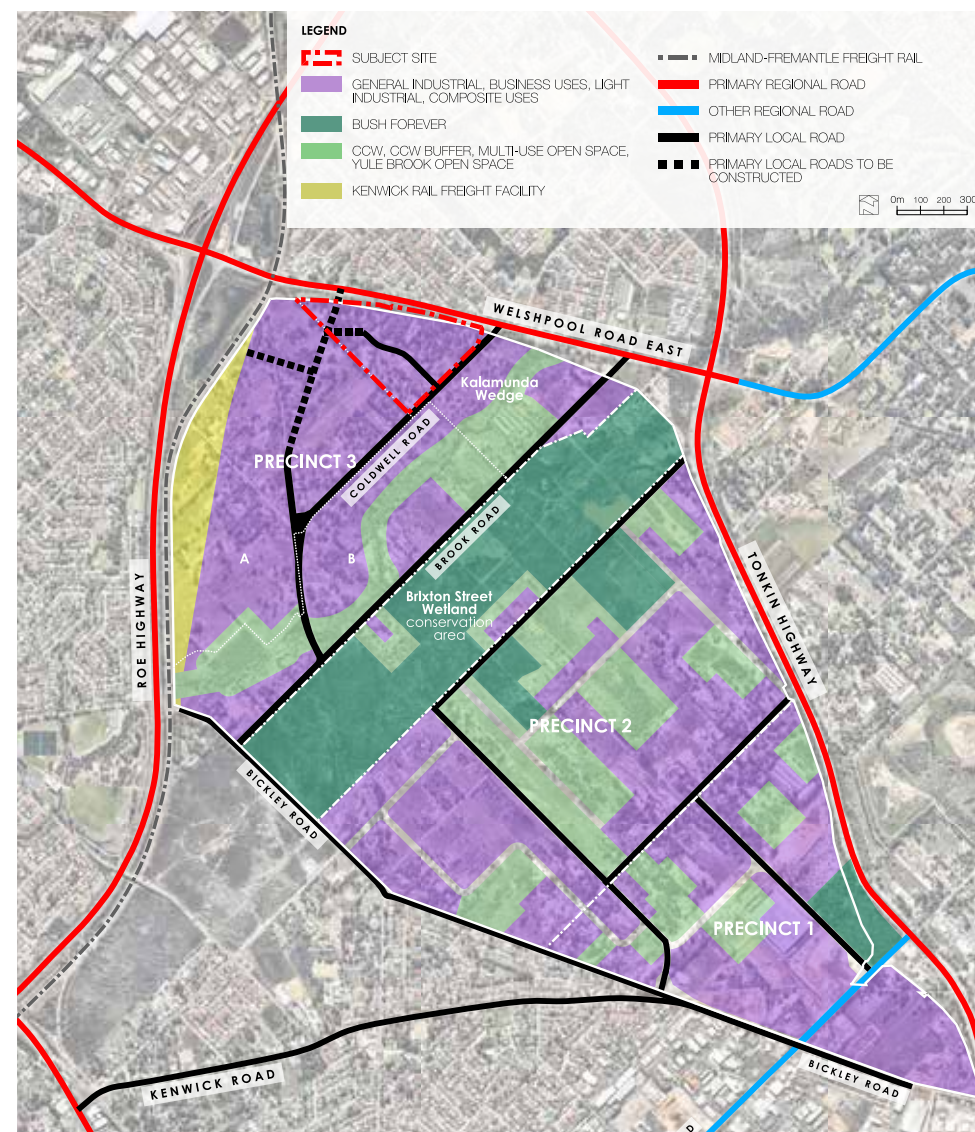 LEGEND
SUBJECT SITE
GENERAL INDUSTRIAL, BUSINESS USES, LIGHT
INDUSTRIAL, COMPOSITE USES
BUSH FOREVER
CCW, CCW BUFFER, MULTI-USE OPEN SPACE,
YULE BROOK OPEN SPACE
KENWICK RAIL FREIGHT FACILITY
MIDLAND-FREMANTLE FREIGHT RAIL
PRIMARY REGIONAL ROAD
OTHER REGIONAL ROAD
PRIMARY LOCAL ROAD
PRIMARY LOCAL ROADS TO BE
CONSTRUCTED
0m 100 200 300
WELSHPOOL ROAD EAST
Kalamunda
Wedge
PRECINCT 3
COLDWELL ROAD
A
B
BROOK ROAD
Brixton Street
Wetland
conservation
area
ROE HIGHWAY
TONKIN HIGHWAY
PRECINCT 2
BICKLEY ROAD
PRECINCT 1
KENWICK ROAD
BICKLEY ROAD